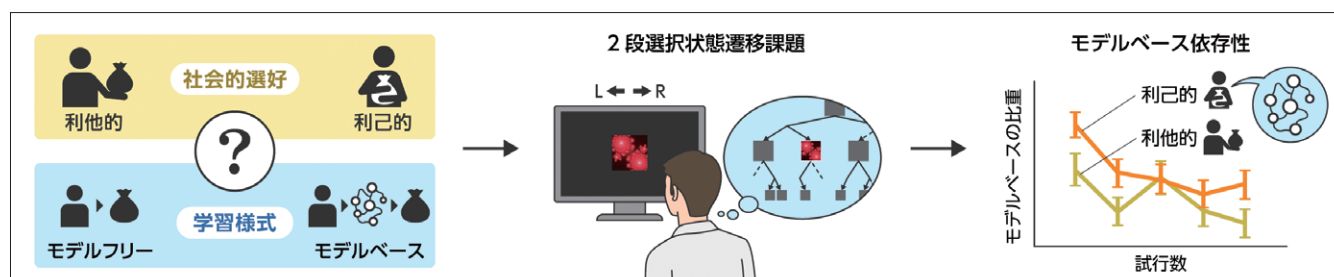 社会的選好
利他的
利己的
?
学習様式
モデルフリー
モデルベース
2段選択状態遷移課題
L R
モデルベース依存性
モデルベースの比重
利己的
利他的
試行数